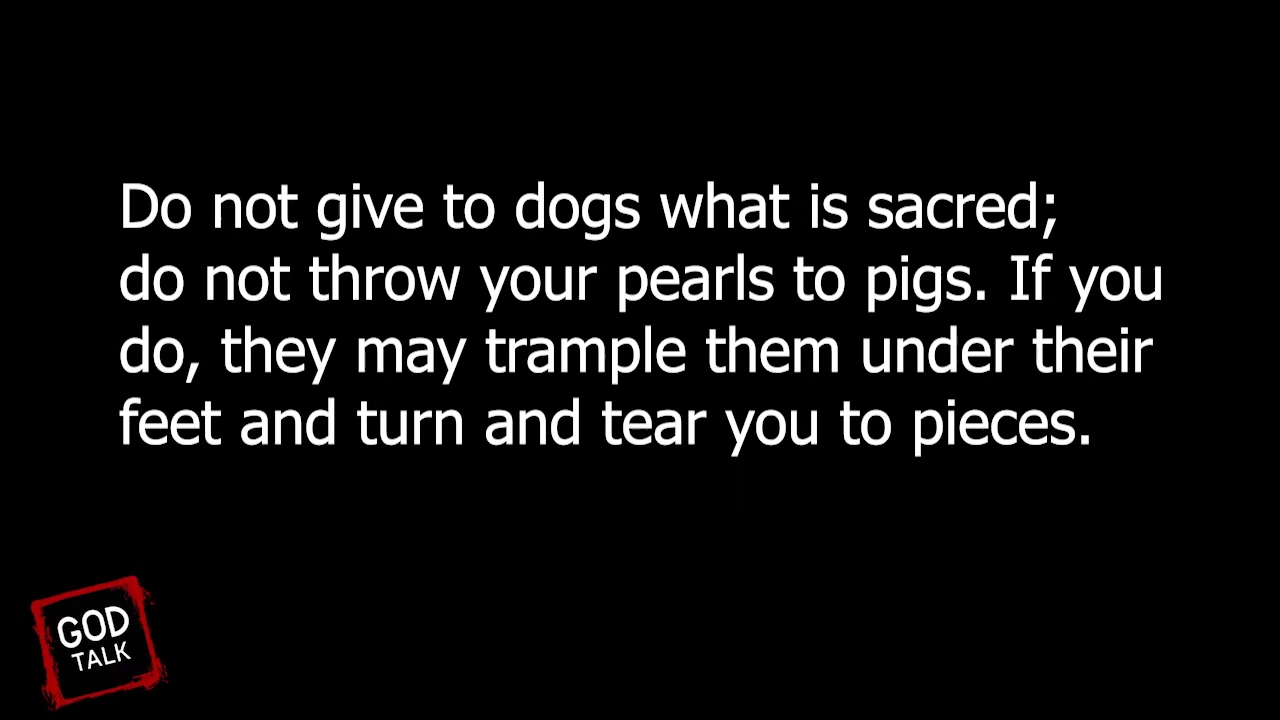 Do not give to dogs what is sacred;
do not throw your pearls to pigs. If you
do, they may trample them under their
feet and turn and tear you to pieces.
GOD
TALK